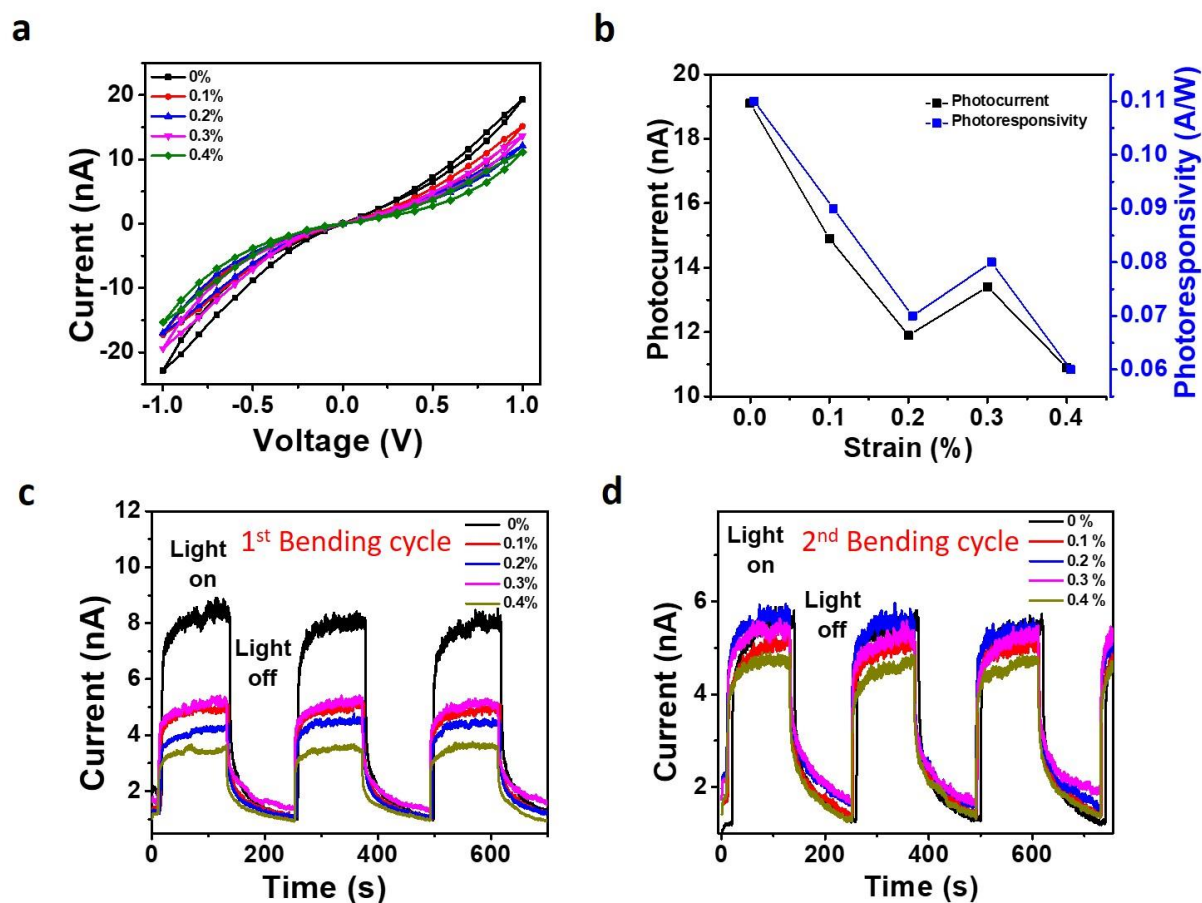 a
0%
0.1%
0.2%
0.3%
0.4%
20
10
0
-10
-20
Current (nA)
-1.0 -0.5 0.0 0.5 1.0
Voltage (V)
b
Photocurrent
Photoresponsivity
20
18
16
14
12
10
Photocurrent (nA)
0.11
0.10
0.09
0.08
0.07
0.06
Photoresponsivity (A/W)
0.0 0.1 0.2 0.3 0.4
Strain (%)
c
1st Bending cycle
Light
on
Light
off
0%
0.1%
0.2%
0.3%
0.4%
12
10
8
6
4
2
Current (nA)
0 200 400 600
Time (s)
d
2nd Bending cycle
Light
on
Light
off
0 %
0.1 %
0.2 %
0.3 %
0.4 %
6
4
2
Current (nA)
0 200 400 600
Time (s)